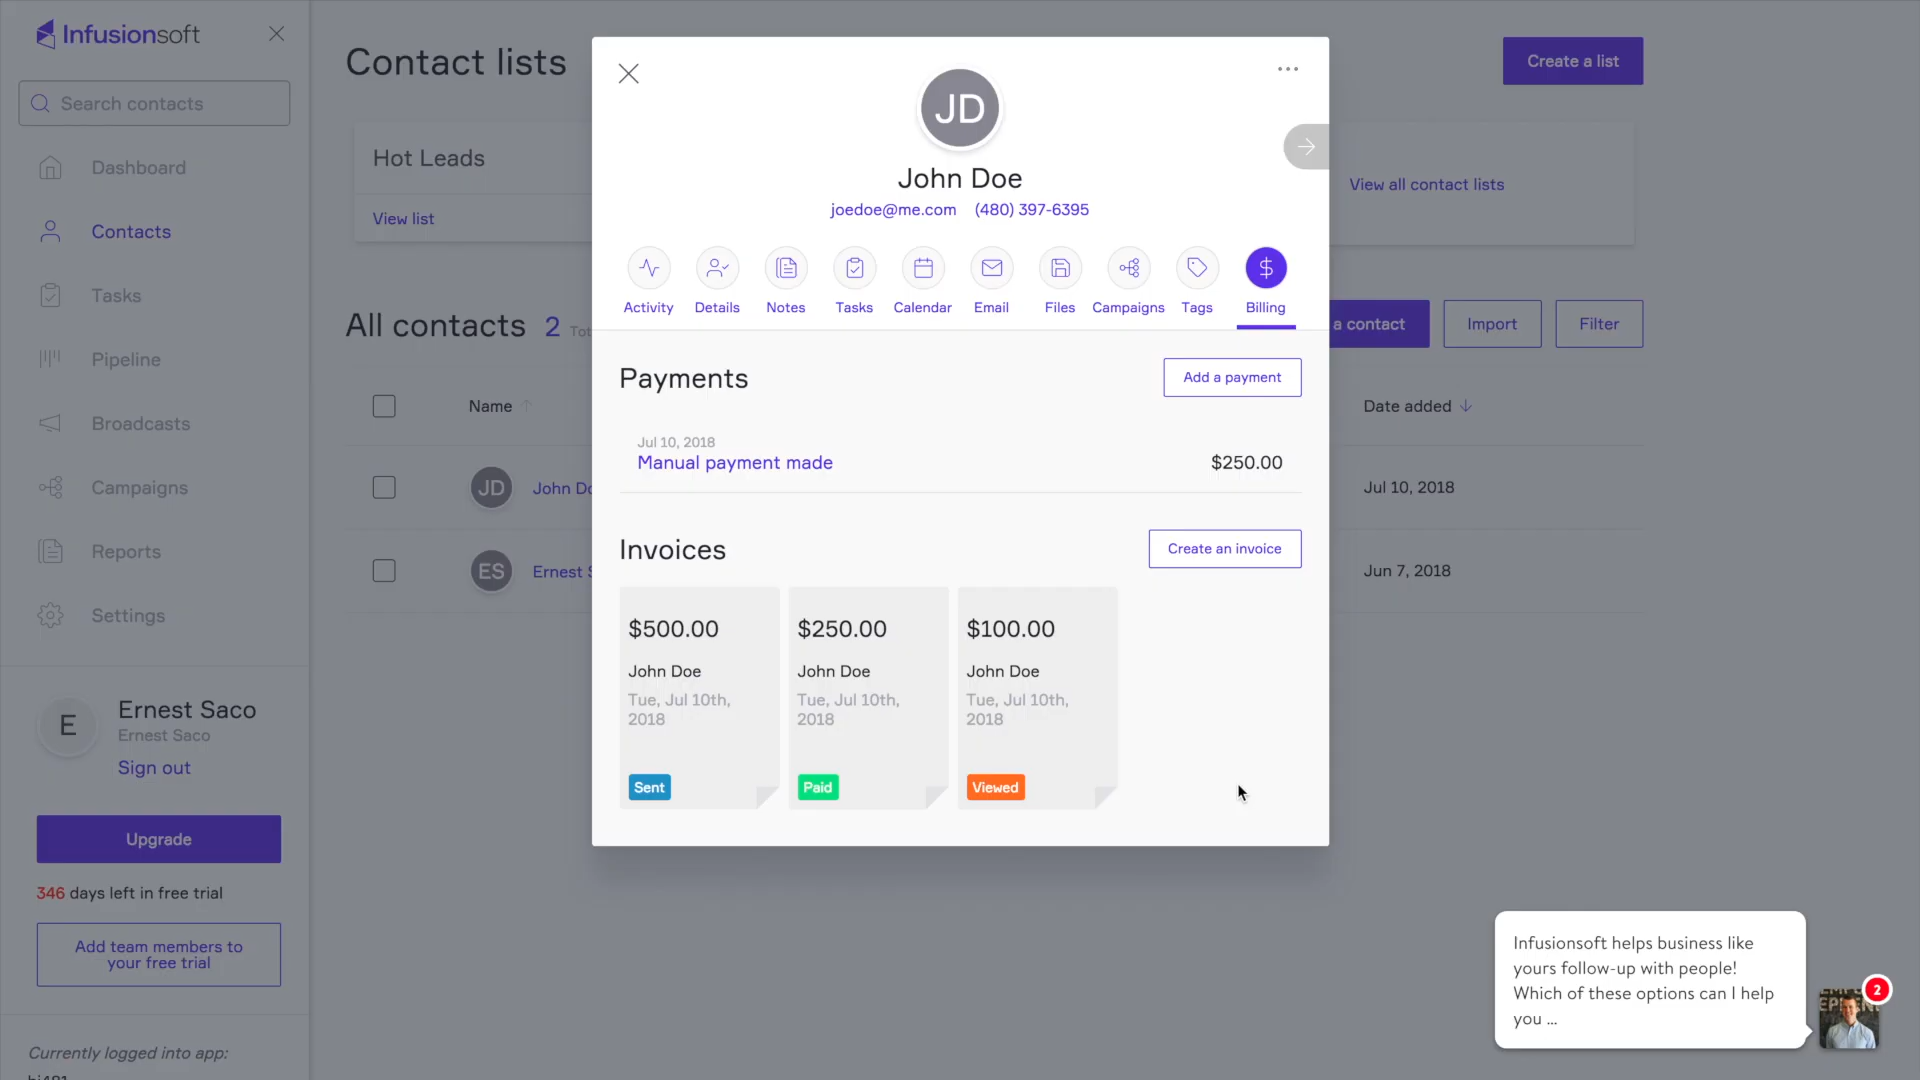 Infusionsoft
Search contacts
Dashboard
Contacts
Tasks
Pipeline
Broadcasts
Campaigns
Reports
Settings
E
Ernest Saco
Ernest Saco
Sign out
Upgrade
346 days left in free trial
Add team members to
your free trial
Currently logged into app:
Contact lists
Create a list
Hot Leads
View list
View all contact lists
All contacts 2
a contact
Import
Filter
Name
Date added
JD
John Do
Jul 10, 2018
ES
Ernest
Jun 7, 2018
JD
John Doe
joedoe@me.com (480) 397-6395
Activity
Details
Notes
Tasks
Calendar
Email
Files
Campaigns
Tags
$
Billing
Payments
Add a payment
Jul 10, 2018
Manual payment made
$250.00
Invoices
Create an invoice
$500.00
John Doe
Tue, Jul 10th,
2018
Sent
$250.00
John Doe
Tue, Jul 10th,
2018
Paid
$100.00
John Doe
Tue, Jul 10th,
2018
Viewed
Infusionsoft helps business like
yours follow-up with people!
Which of these options can I help
you ...
2